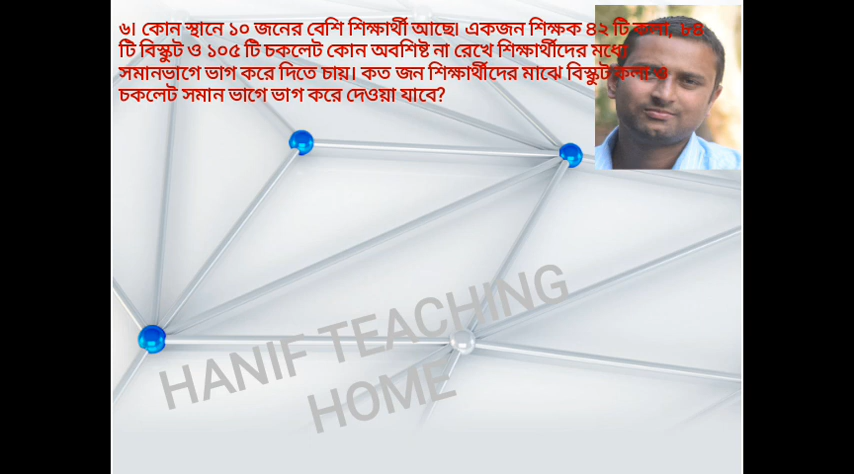 ৬। কোন স্থানে ১০ জনের বেশি শিক্ষার্থী আছে। একজন শিক্ষক ৪২ টি কলা, ৮৪
টি বিস্কুট ও ১০৫ টি চকলেট কোন অবশিষ্ট না রেখে শিক্ষার্থীদের মধ্যে
সমানভাগে ভাগ করে দিতে চায়। কত জন শিক্ষার্থীদের মাঝে বিস্কুট কলা ও
চকলেট সমান ভাগে ভাগ করে দেওয়া যাবে?
HANIF TEACHING
HOME